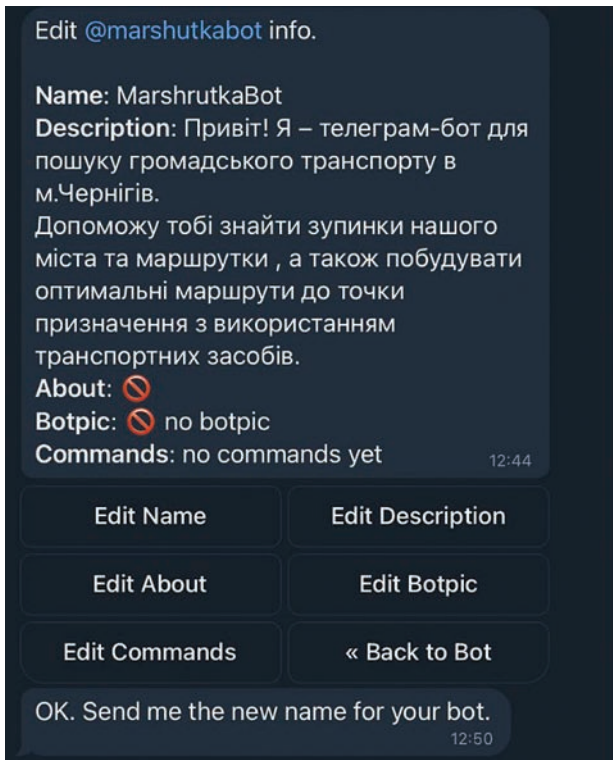 Edit @marshutkabot info.
Name: MarshrutkaBot
Description: Привіт! Я – телеграм-бот для
пошуку громадського транспорту в
м.Чернігів.
Допоможу тобі знайти зупинки нашого
міста та маршрутки , а також побудувати
оптимальні маршрути до точки
призначення з використанням
транспортних засобів.
About: 🚫
Botpic: 🚫 no botpic
Commands: no commands yet 12:44
Edit Name Edit Description
Edit About Edit Botpic
Edit Commands « Back to Bot
OK. Send me the new name for your bot.
12:50